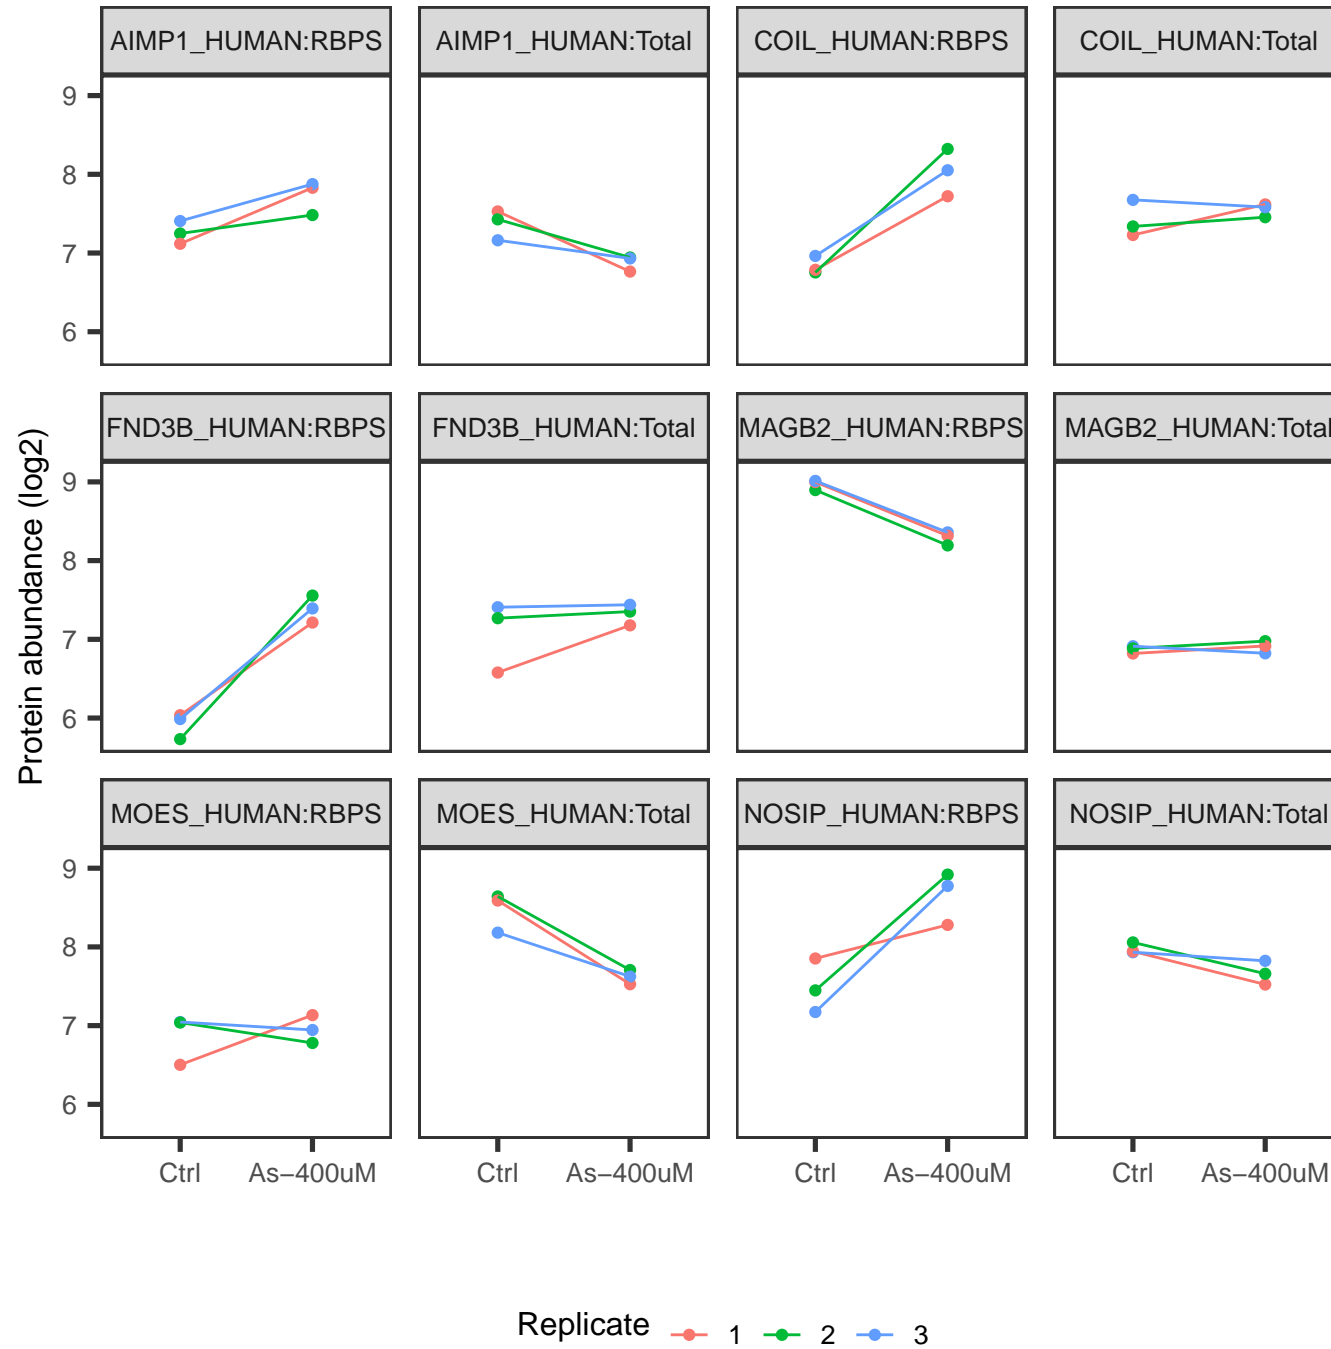 AIMP1_HUMAN:RBPS AIMP1_HUMAN:Total COIL_HUMAN:RBPS COIL_HUMAN:Total
9
8
7
6
FND3B_HUMAN:RBPS FND3B_HUMAN:Total MAGB2_HUMAN:RBPS MAGB2_HUMAN:Total
Protein abundance (log2)
9
8
7
6
MOES_HUMAN:RBPS MOES_HUMAN:Total NOSIP_HUMAN:RBPS NOSIP_HUMAN:Total
9
8
7
6
Ctrl As−400uM Ctrl As−400uM Ctrl As−400uM Ctrl As−400uM
Replicate 1 2 3